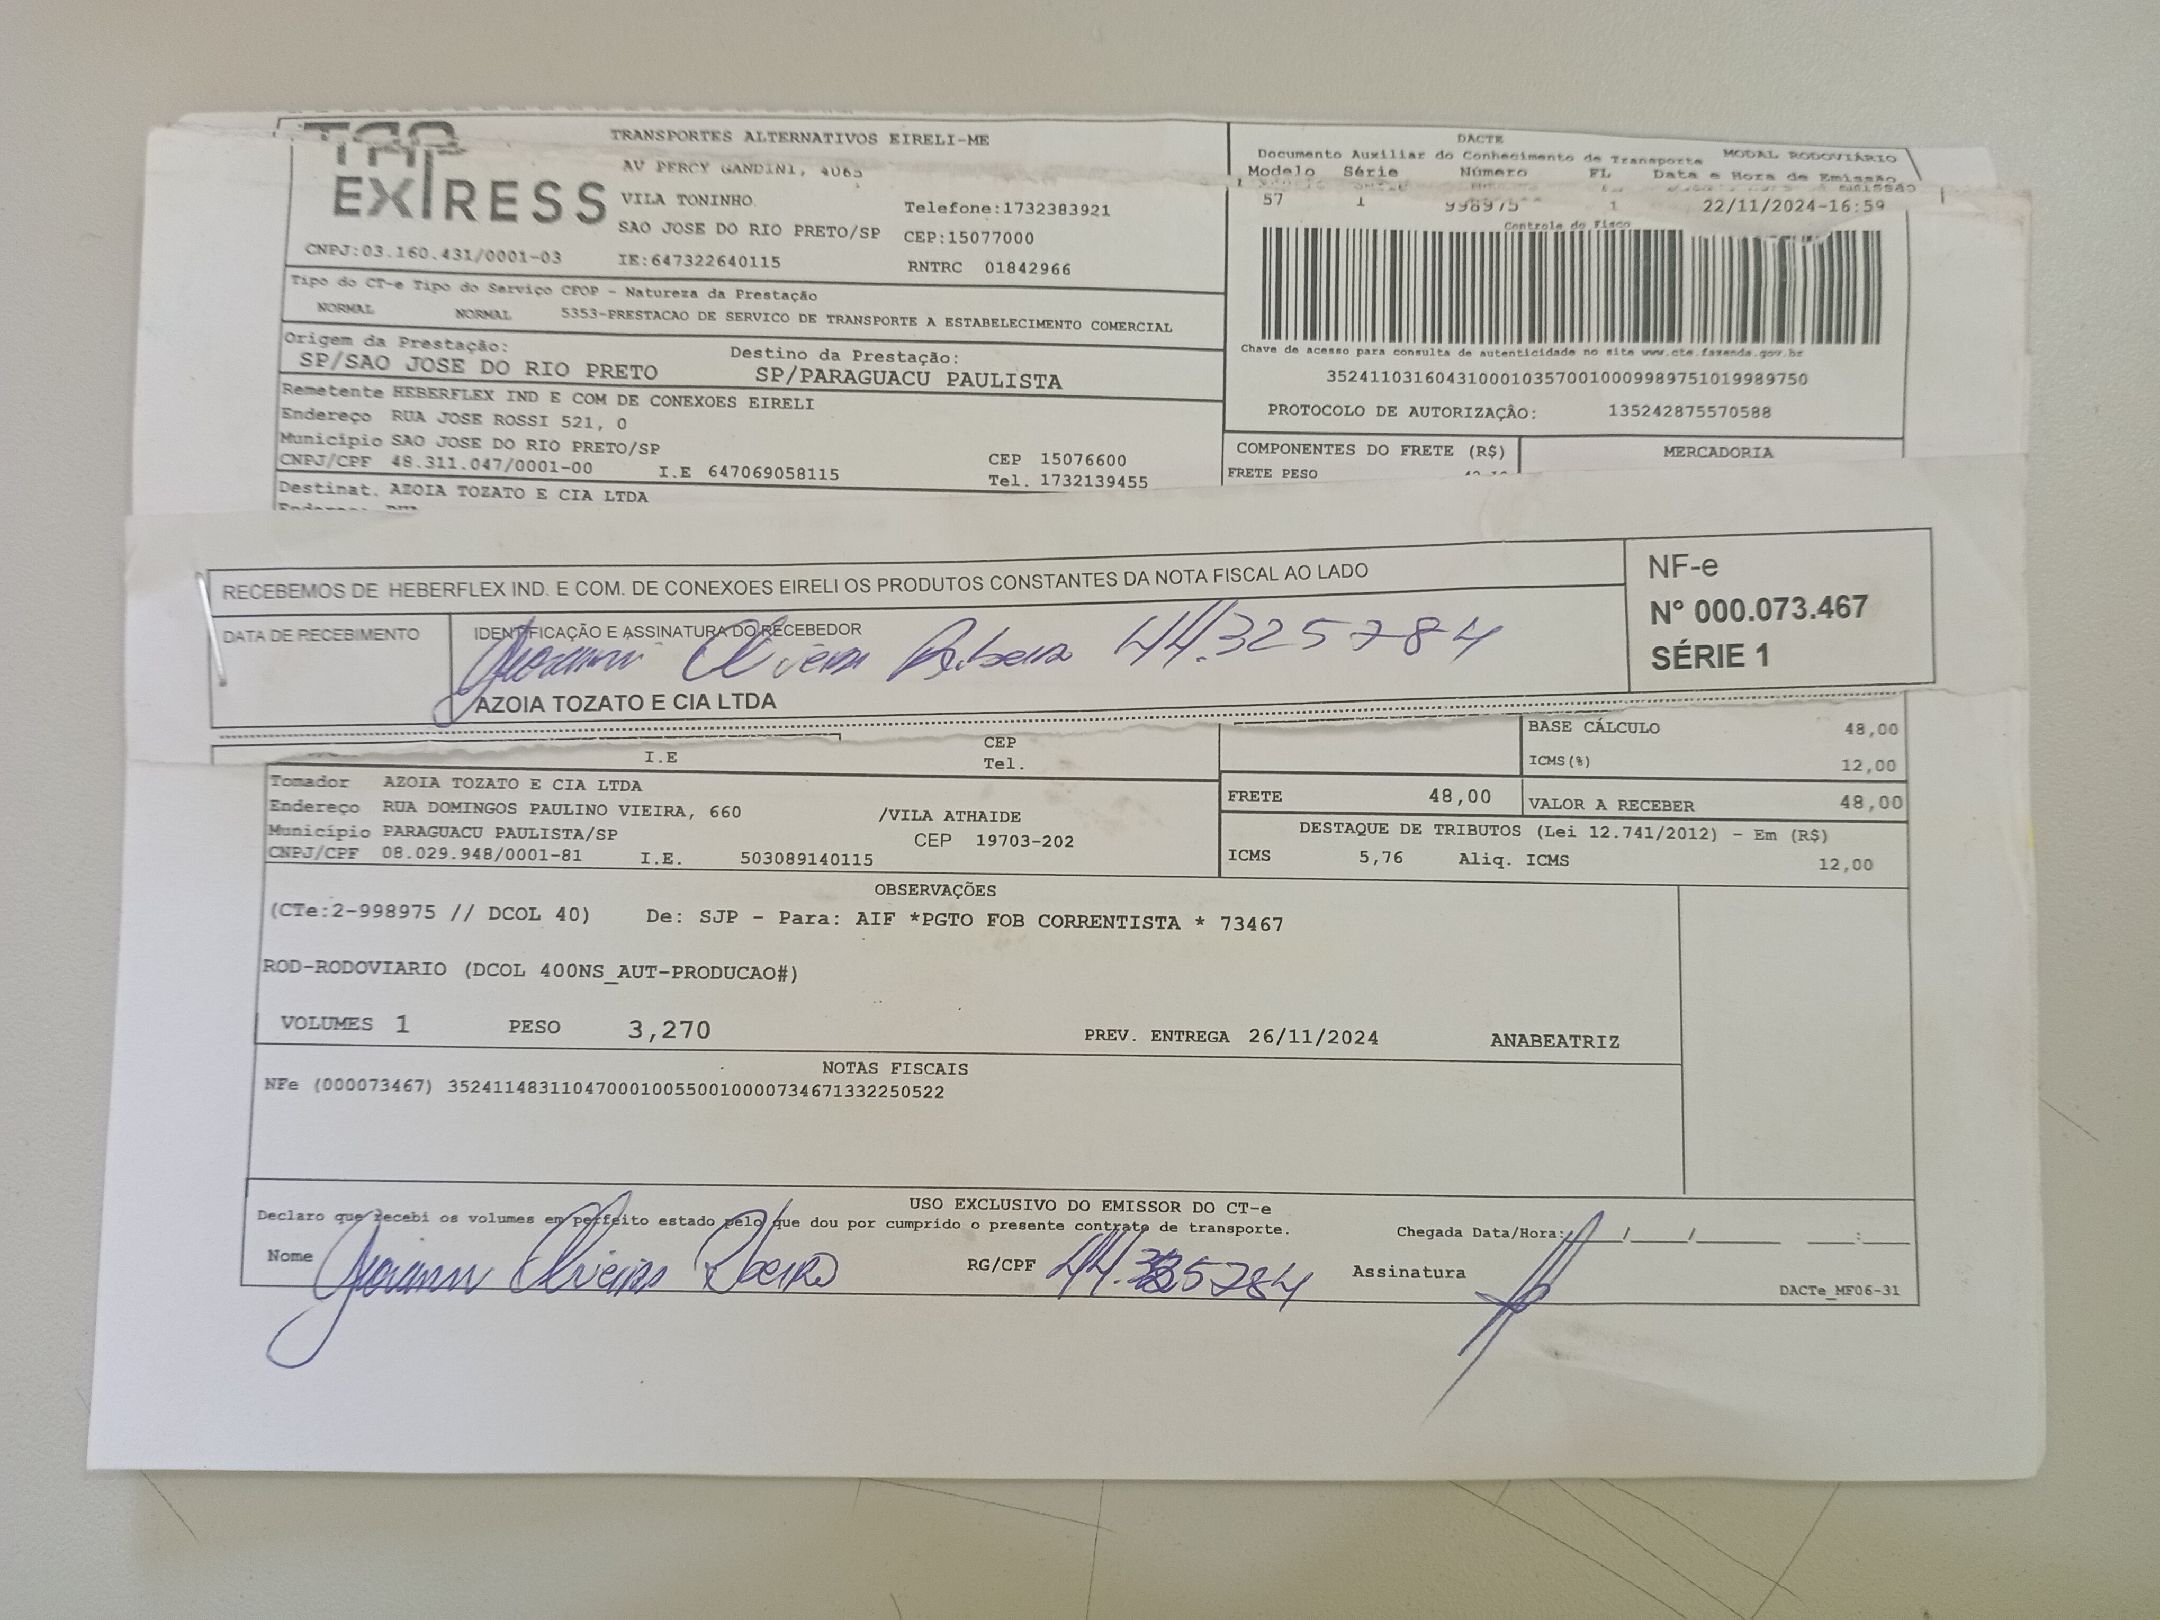 EXPRESS
TRANSPORTES ALTERNATIVOS EIRELI-ME
AV PERCY GANDINI, 4065
VILA TONINHO
Telefone:1732383921
SAO JOSE DO RIO PRETO/SP CEP:15077000
CNPJ:03.160.431/0001-03 IE:647322640115 RNTRC 01842966
DACTE
Documento Auxiliar do Conhecimento de Transporte MODAL RODOVIÁRIO
Modelo Série Número FL Data e Hora de Emissão
57 1 998975 1 22/11/2024-16:59
Controle do Fisco
Chave de acesso para consulta de autenticidade no site www.cte.fazenda.gov.br
35241103160431000103570010009989751019989750
PROTOCOLO DE AUTORIZAÇÃO: 135242875570588
Tipo do CT-e Tipo do Serviço CFOP - Natureza da Prestação
NORMAL NORMAL 5353-PRESTACAO DE SERVICO DE TRANSPORTE A ESTABELECIMENTO COMERCIAL
Origem da Prestação: Destino da Prestação:
SP/SAO JOSE DO RIO PRETO SP/PARAGUACU PAULISTA
Remetente HEBERFLEX IND E COM DE CONEXOES EIRELI
Endereço RUA JOSE ROSSI 521, 0
Município SAO JOSE DO RIO PRETO/SP CEP 15076600
CNPJ/CPF 48.311.047/0001-00 I.E 647069058115 Tel. 1732139455
Destinat. AZOIA TOZATO E CIA LTDA
COMPONENTES DO FRETE (R$) MERCADORIA
FRETE PESO
RECEBEMOS DE HEBERFLEX IND. E COM. DE CONEXOES EIRELI OS PRODUTOS CONSTANTES DA NOTA FISCAL AO LADO
DATA DE RECEBIMENTO IDENTIFICAÇÃO E ASSINATURA DO RECEBEDOR
Oliveira Ribeiro 44.325784
AZOIA TOZATO E CIA LTDA
NF-e
N° 000.073.467
SÉRIE 1
I.E CEP
Tel.
BASE CÁLCULO 48,00
ICMS(%) 12,00
Tomador AZOIA TOZATO E CIA LTDA
Endereço RUA DOMINGOS PAULINO VIEIRA, 660 /VILA ATHAIDE
Município PARAGUACU PAULISTA/SP CEP 19703-202
CNPJ/CPF 08.029.948/0001-81 I.E. 503089140115
FRETE 48,00 VALOR A RECEBER 48,00
DESTAQUE DE TRIBUTOS (Lei 12.741/2012) - Em (R$)
ICMS 5,76 Aliq. ICMS 12,00
OBSERVAÇÕES
(CTe:2-998975 // DCOL 40) De: SJP - Para: AIF *PGTO FOB CORRENTISTA * 73467
ROD-RODOVIARIO (DCOL 400NS_AUT-PRODUCAO#)
VOLUMES 1 PESO 3,270 PREV. ENTREGA 26/11/2024 ANABEATRIZ
NOTAS FISCAIS
NFe (000073467) 35241148311047000100550010000734671332250522
USO EXCLUSIVO DO EMISSOR DO CT-e
Declaro que recebi os volumes em perfeito estado pelo que dou por cumprido o presente contrato de transporte. Chegada Data/Hora:___/___/_____ ___:___
Nome Oliveira Ribeiro RG/CPF Assinatura
DACTe_MF06-31